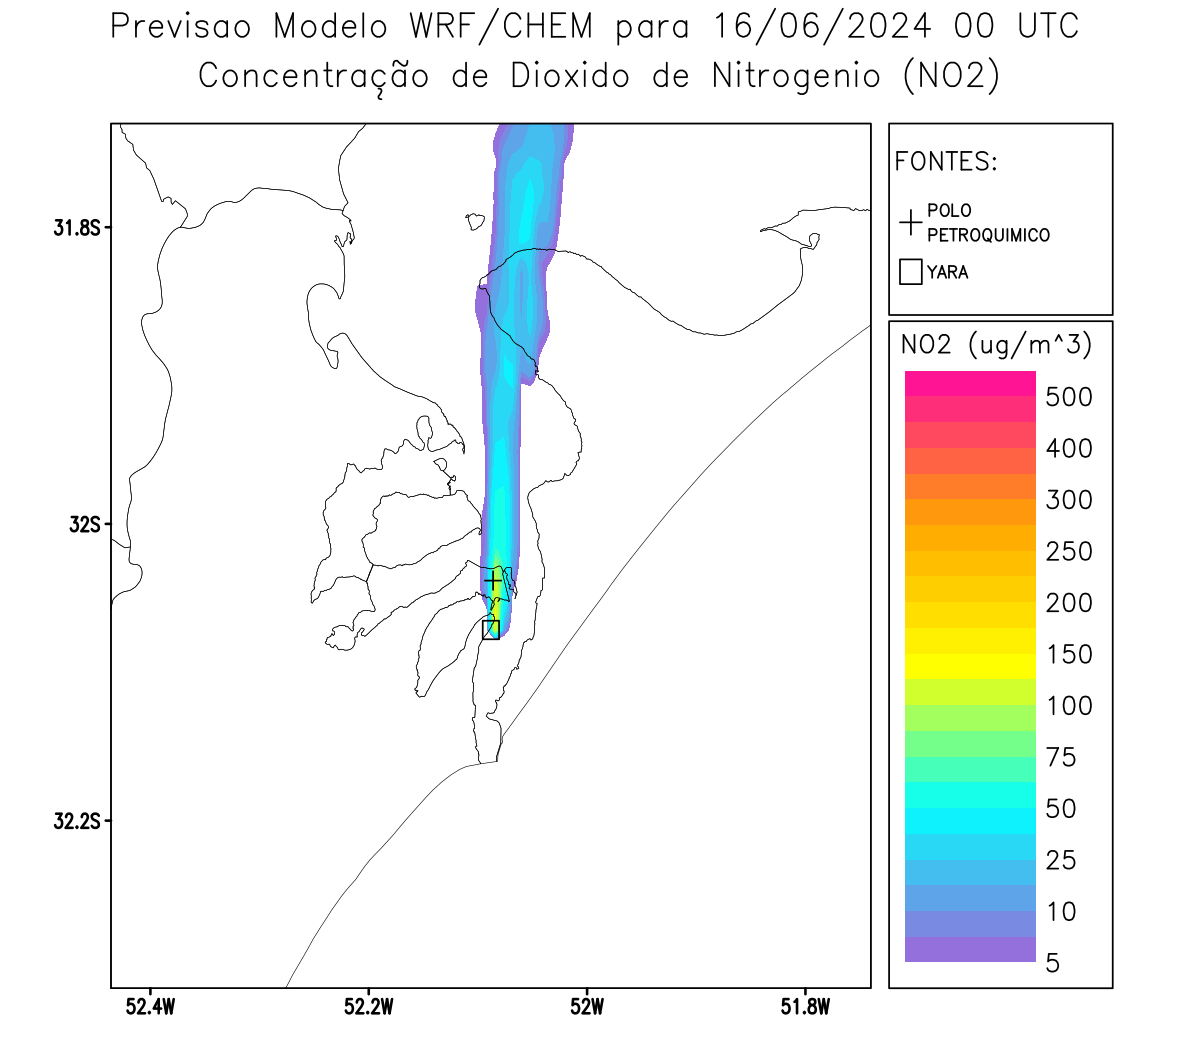 Previsao Modelo WRF/CHEM para 16/06/2024 00 UTC
Concentração de Dioxido de Nitrogenio (NO2)
FONTES:
POLO
PETROQUIMICO
YARA
31.8S
32S
32.2S
52.4W
52.2W
52W
51.8W
NO2 (ug/m^3)
500
400
300
250
200
150
100
75
50
25
10
5